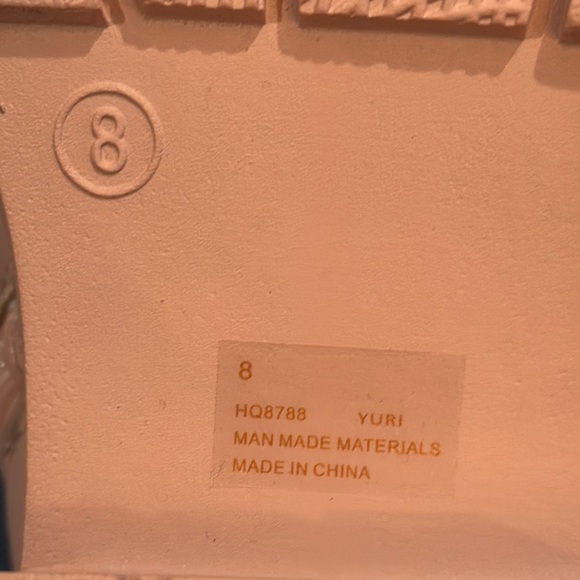 8
8
HQ8788 YURI
MAN MADE MATERIALS
MADE IN CHINA